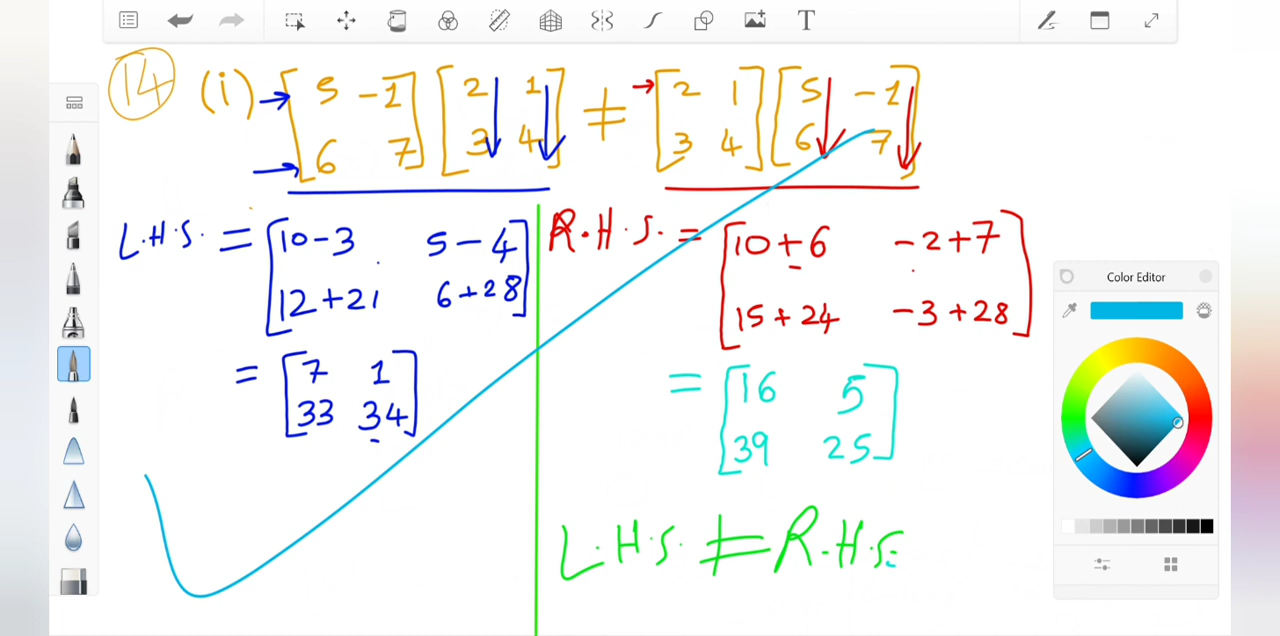 T
14 (i) [5 -1 [2 1] ≠ [2 1] [5 -1]
6 7] 3 4] 3 4] 6 7]
L.H.S. = [10-3 5-4]
12+21 6+28]
= [7 1]
33 34]
R.H.S. = [10+6 -2+7]
15+24 -3+28]
= [16 5]
39 25]
L.H.S. ≠ R.H.S.
Color Editor